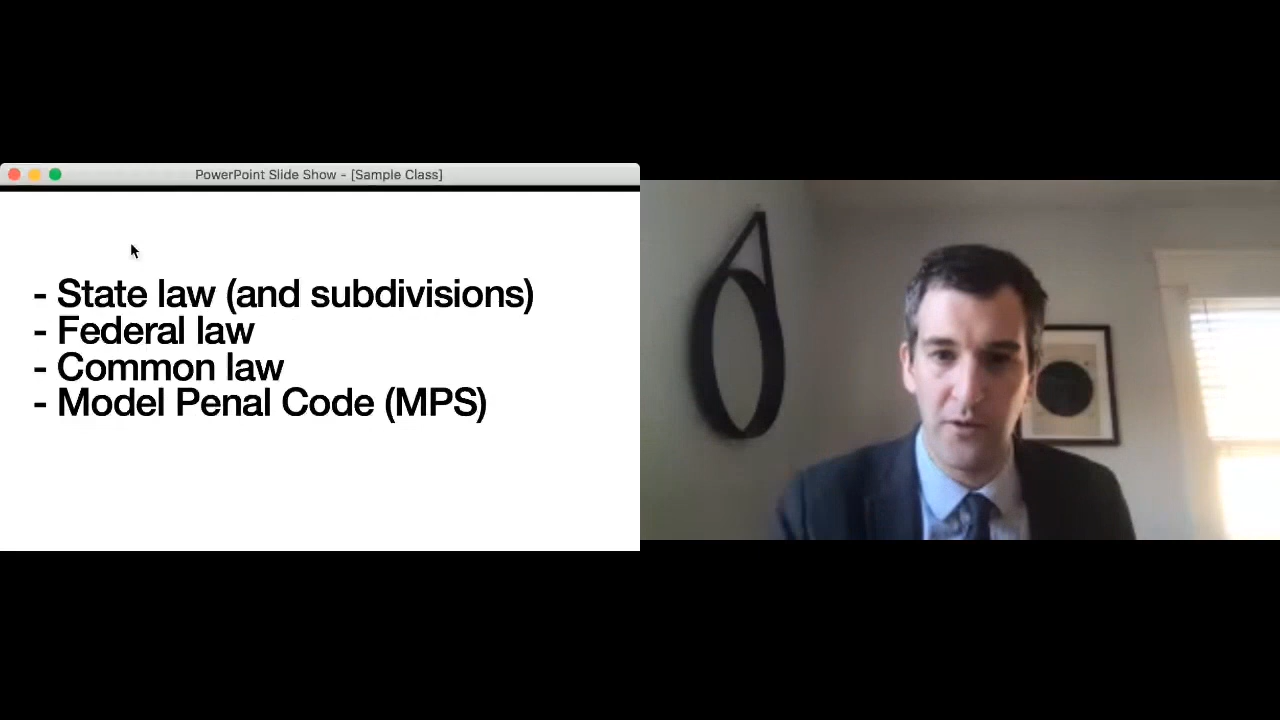 PowerPoint Slide Show - [Sample Class]
- State law (and subdivisions)
- Federal law
- Common law
- Model Penal Code (MPS)